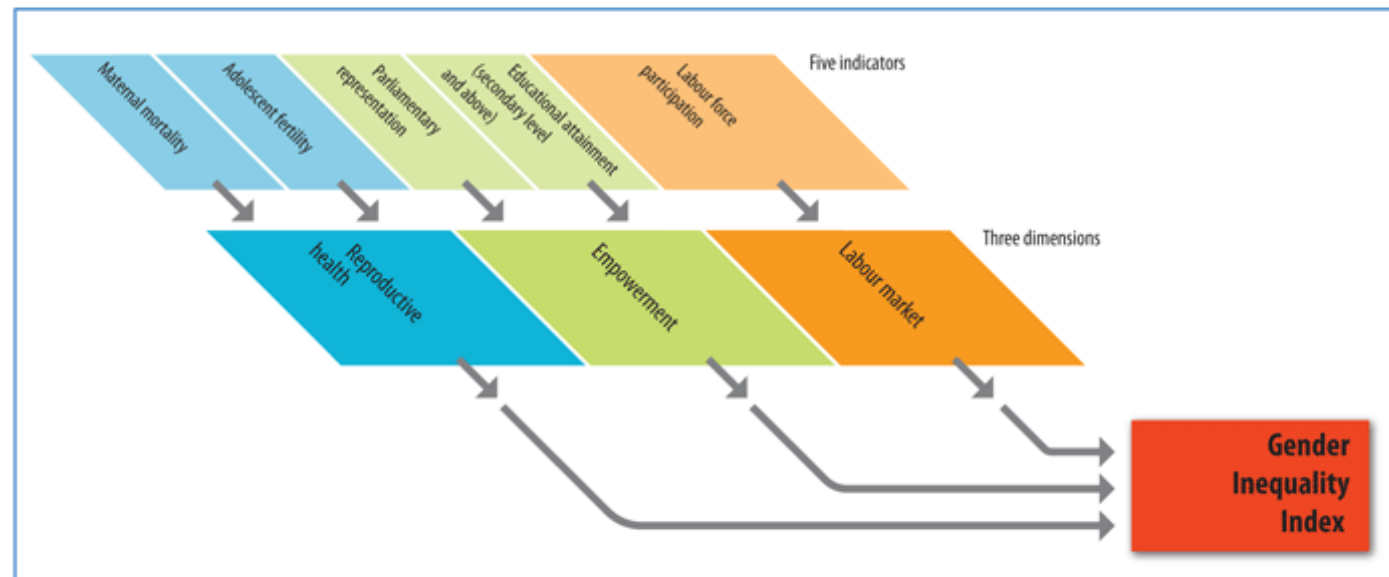 Maternal mortality
Adolescent fertility
Parliamentary
representation
Educational attainment
(secondary level
and above)
Labour force
participation
Five indicators
Reproductive
health
Empowerment
Labour market
Three dimensions
Gender
Inequality
Index